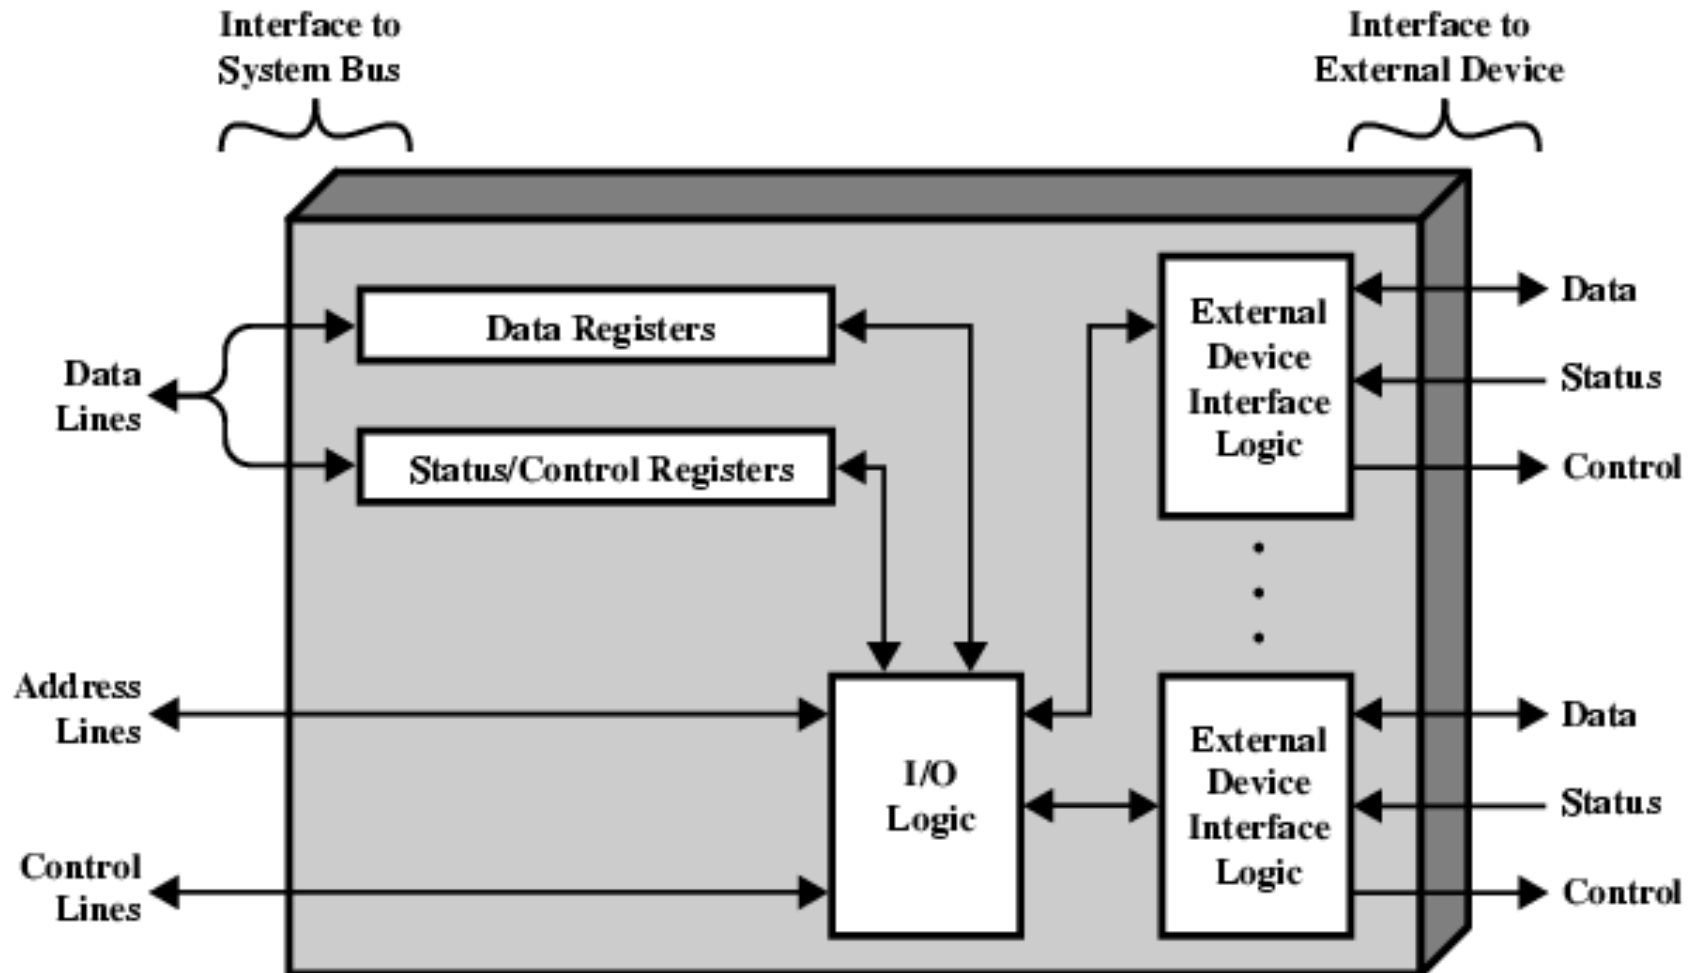 Interface to
System Bus
Interface to
External Device
Data
Lines
Data Registers
Status/Control Registers
External
Device
Interface
Logic
Data
Status
Control
Address
Lines
Control
Lines
I/O
Logic
External
Device
Interface
Logic
Data
Status
Control